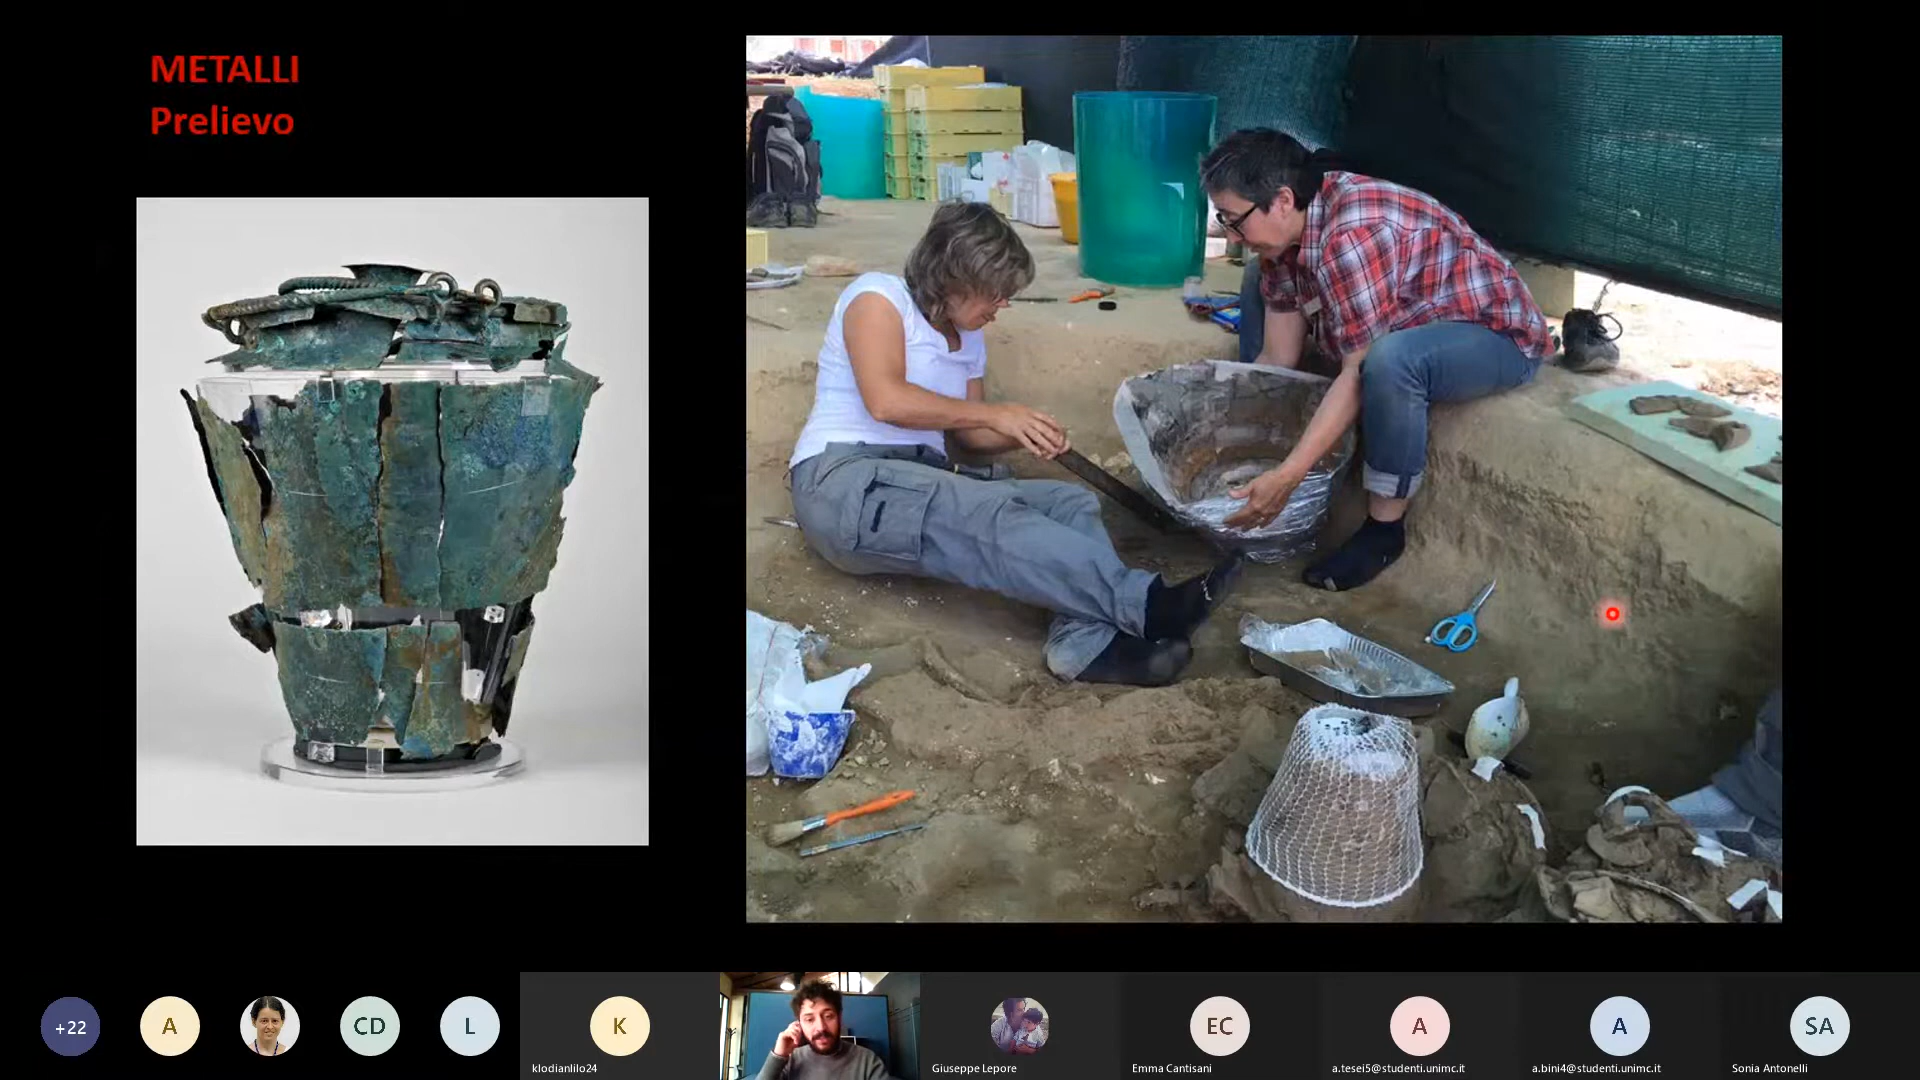 METALLI
Prelievo
+22
A
CD
L
K
EC
A
A
SA
klodianlilo24
Giuseppe Lepore
Emma Cantisani
a.tesei5@studenti.unimc.it
a.bini4@studenti.unimc.it
Sonia Antonelli